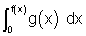 ∫₀^f(x) g(x) dx